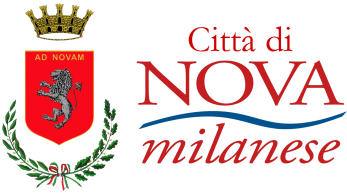 AD NOVAM
Città di
NOVA
milanese